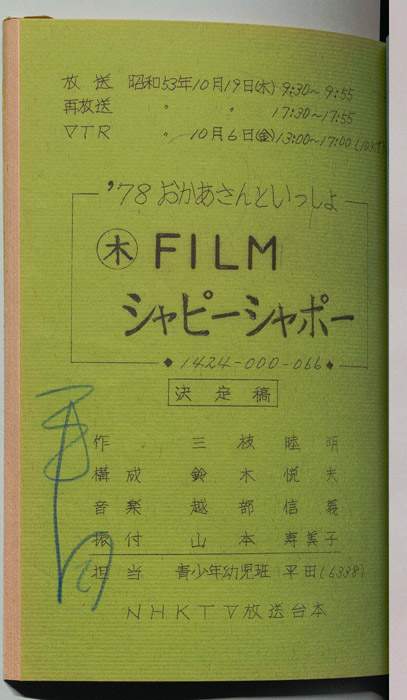 放送 昭和53年10月19日(木) 9:30~9:55
再放送 〃 〃 17:30~17:55
VTR 〃 10月6日(金)13:00~17:00
'78 おかあさんといっしょ
木 FILM
シャピーシャポー
◆1424-000-066◆
決定稿
作 三枝睦明
構成 鈴木悦夫
音楽 越部信義
振付 山本寿美子
担当 青少年幼児班 平田(6338)
NHKTV放送台本